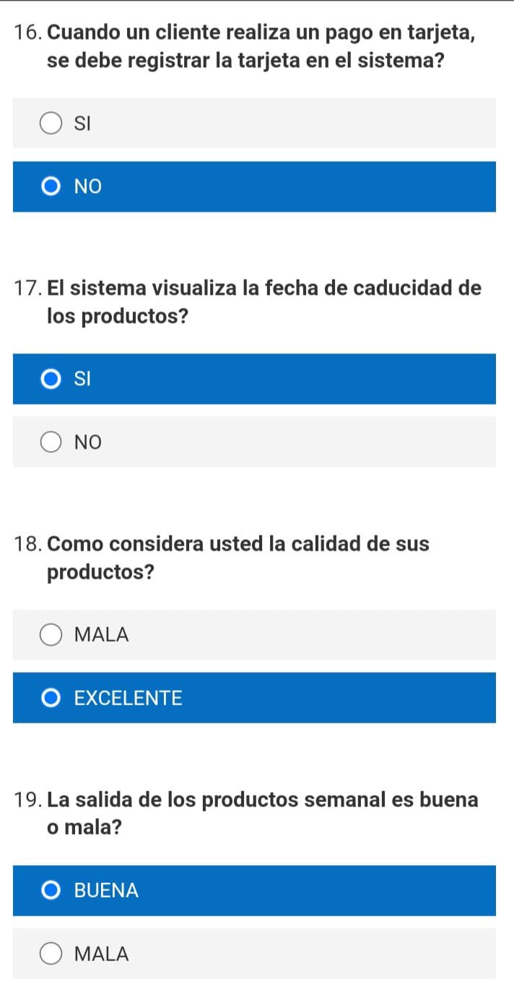 16. Cuando un cliente realiza un pago en tarjeta,
se debe registrar la tarjeta en el sistema?
SI
NO
17. El sistema visualiza la fecha de caducidad de
los productos?
SI
NO
18. Como considera usted la calidad de sus
productos?
MALA
EXCELENTE
19. La salida de los productos semanal es buena
o mala?
BUENA
MALA